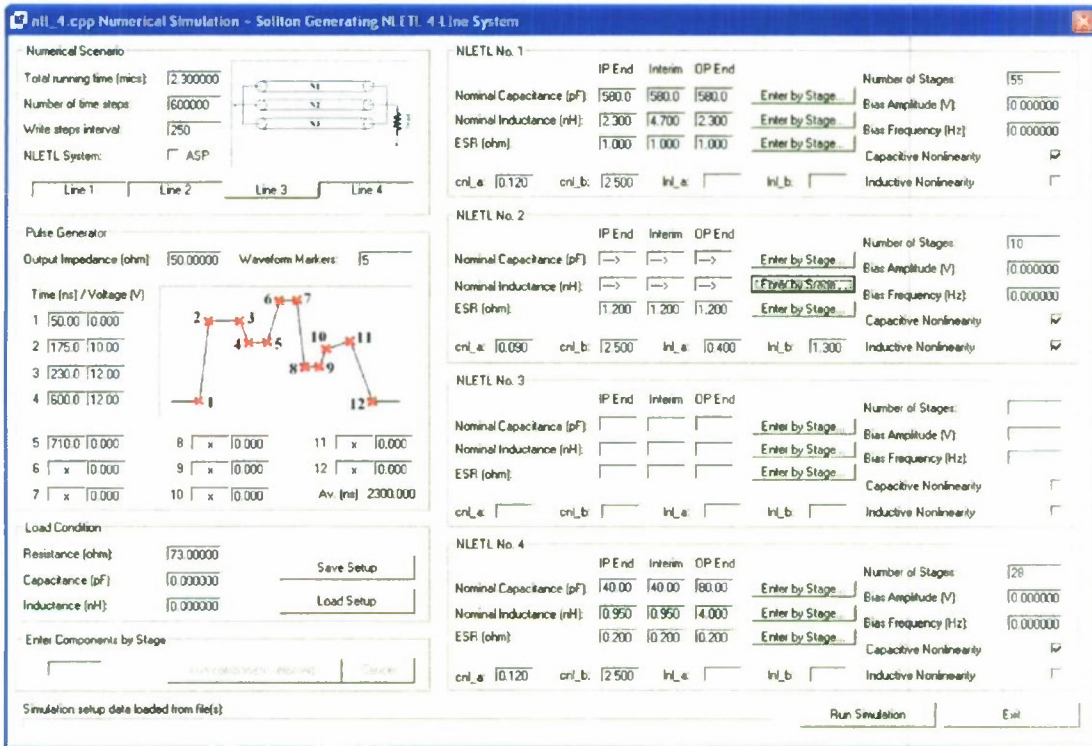 ntl_4.cpp Numerical Simulation - Soliton Generating NLETL 4-Line System
Numerical Scenario
Total running time (mics): 2.300000
Number of time steps: 600000
Write steps interval: 250
NLETL System: ASP
N1
N2
N3
Line 1 Line 2 Line 3 Line 4
Pulse Generator
Output Impedance (ohm): 50.00000 Waveform Markers: 5
Time (ns) / Voltage (V)
1 50.00 0.000
2 175.0 10.00
3 230.0 12.00
4 600.0 12.00
1 2 3 4 5 6 7 8 9 10 11 12
5 710.0 0.000 8 x 0.000 11 x 0.000
6 x 0.000 9 x 0.000 12 x 0.000
7 x 0.000 10 x 0.000 Av. (ns) 2300.000
Load Condition
Resistance (ohm): 73.00000
Capacitance (pF): 0.000000
Inductance (nH): 0.000000
Save Setup
Load Setup
Enter Components by Stage
Cancel
Simulation setup data loaded from file(s):
NLETL No. 1
IP End Interim OP End
Nominal Capacitance (pF): 580.0 580.0 580.0 Enter by Stage...
Nominal Inductance (nH): 2.300 4.700 2.300 Enter by Stage...
ESR (ohm): 1.000 1.000 1.000 Enter by Stage...
cnl_a: 0.120 cnl_b: 2.500 lnl_a: lnl_b:
Number of Stages: 55
Bias Amplitude (V): 0.000000
Bias Frequency (Hz): 0.000000
Capacitive Nonlinearity
Inductive Nonlinearity
NLETL No. 2
IP End Interim OP End
Nominal Capacitance (pF): --> --> --> Enter by Stage...
Nominal Inductance (nH): --> --> --> Enter by Stage...
ESR (ohm): 1.200 1.200 1.200 Enter by Stage...
cnl_a: 0.090 cnl_b: 2.500 lnl_a: 0.400 lnl_b: 1.300
Number of Stages: 10
Bias Amplitude (V): 0.000000
Bias Frequency (Hz): 0.000000
Capacitive Nonlinearity
Inductive Nonlinearity
NLETL No. 3
IP End Interim OP End
Nominal Capacitance (pF): Enter by Stage...
Nominal Inductance (nH): Enter by Stage...
ESR (ohm): Enter by Stage...
cnl_a: cnl_b: lnl_a: lnl_b:
Number of Stages:
Bias Amplitude (V):
Bias Frequency (Hz):
Capacitive Nonlinearity
Inductive Nonlinearity
NLETL No. 4
IP End Interim OP End
Nominal Capacitance (pF): 40.00 40.00 80.00 Enter by Stage...
Nominal Inductance (nH): 0.950 0.950 4.000 Enter by Stage...
ESR (ohm): 0.200 0.200 0.200 Enter by Stage...
cnl_a: 0.120 cnl_b: 2.500 lnl_a: lnl_b:
Number of Stages: 28
Bias Amplitude (V): 0.000000
Bias Frequency (Hz): 0.000000
Capacitive Nonlinearity
Inductive Nonlinearity
Run Simulation Exit